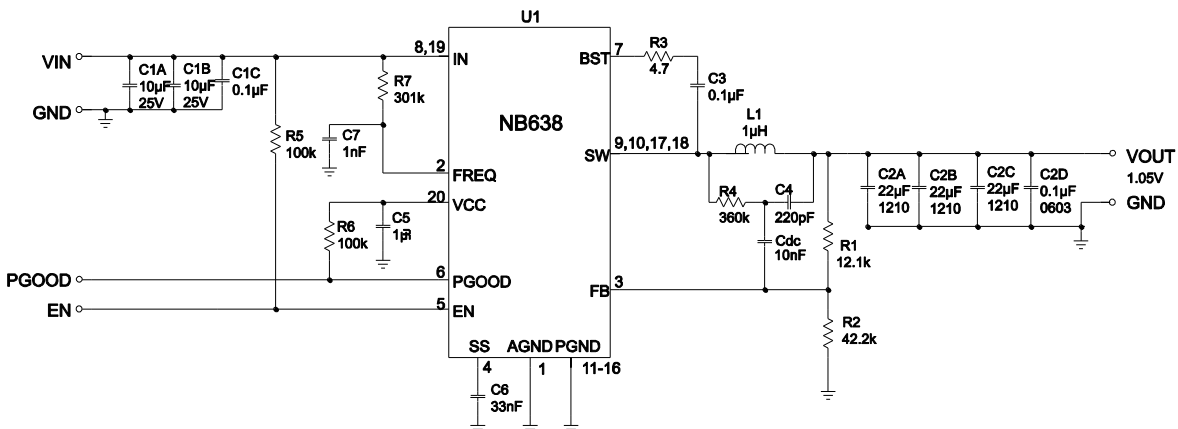 U1
NB638
VIN
GND
C1A
10µF
25V
C1B
10µF
25V
C1C
0.1µF
R5
100k
R7
301k
C7
1nF
R6
100k
C5
PGOOD
EN
8,19
IN
2
FREQ
20
VCC
6
PGOOD
5
EN
SS
4
AGND
1
PGND
11-16
C6
33nF
BST
7
R3
4.7
C3
0.1µF
SW
9,10,17,18
L1
1µH
R4
360k
C4
220pF
Cdc
10nF
FB
3
R1
12.1k
R2
42.2k
C2A
22µF
1210
C2B
22µF
1210
C2C
22µF
1210
C2D
0.1µF
0603
VOUT
1.05V
GND